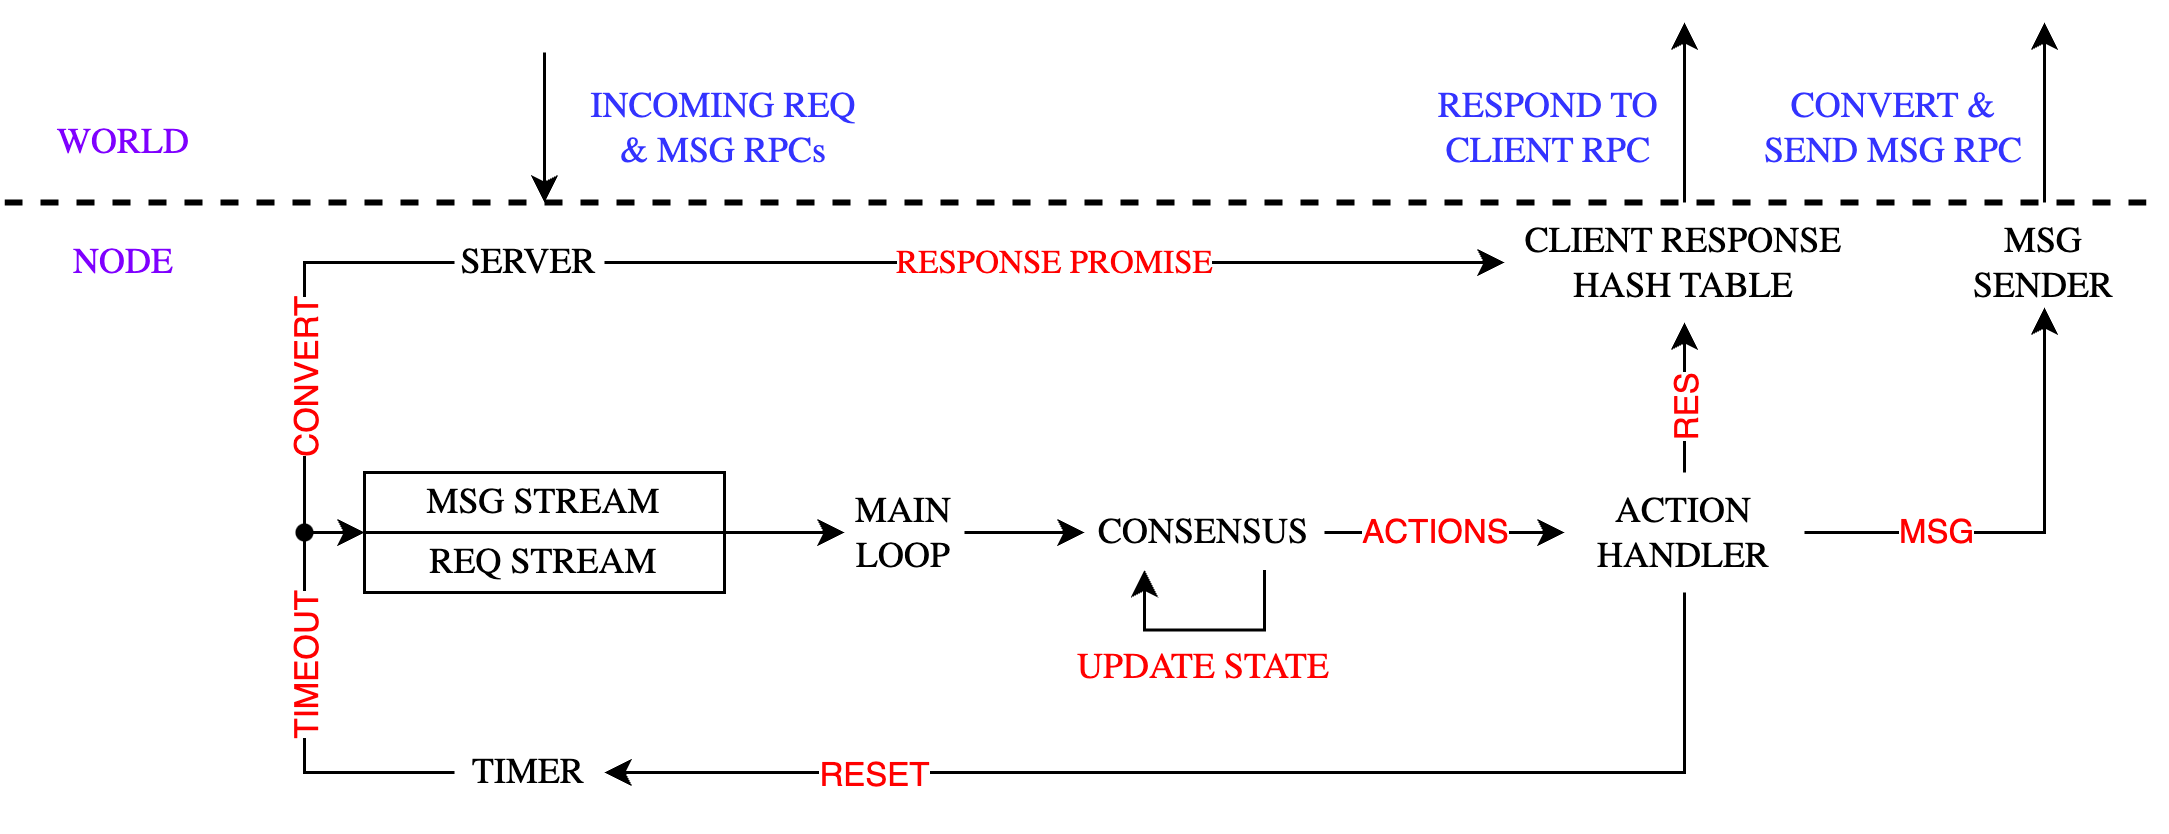 INCOMING REQ
& MSG RPCs
RESPOND TO
CLIENT RPC
CONVERT &
SEND MSG RPC
WORLD
NODE
SERVER
RESPONSE PROMISE
CLIENT RESPONSE
HASH TABLE
MSG
SENDER
CONVERT
RES
MSG STREAM
REQ STREAM
MAIN
LOOP
CONSENSUS
ACTIONS
ACTION
HANDLER
MSG
TIMEOUT
UPDATE STATE
TIMER
RESET